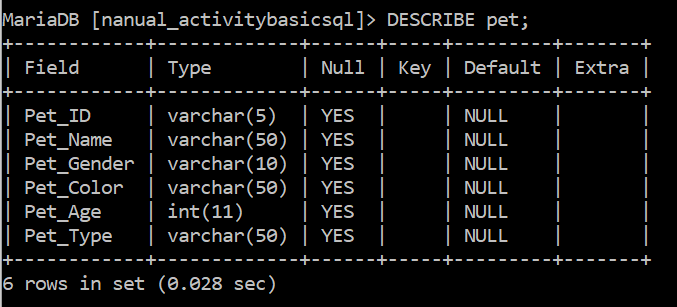 MariaDB [nanual_activitybasicsql]> DESCRIBE pet;
+------------+-------------+------+-----+---------+-------+
| Field      | Type        | Null | Key | Default | Extra |
+------------+-------------+------+-----+---------+-------+
| Pet_ID     | varchar(5)  | YES  |     | NULL    |       |
| Pet_Name   | varchar(50) | YES  |     | NULL    |       |
| Pet_Gender | varchar(10) | YES  |     | NULL    |       |
| Pet_Color  | varchar(50) | YES  |     | NULL    |       |
| Pet_Age    | int(11)     | YES  |     | NULL    |       |
| Pet_Type   | varchar(50) | YES  |     | NULL    |       |
+------------+-------------+------+-----+---------+-------+
6 rows in set (0.028 sec)